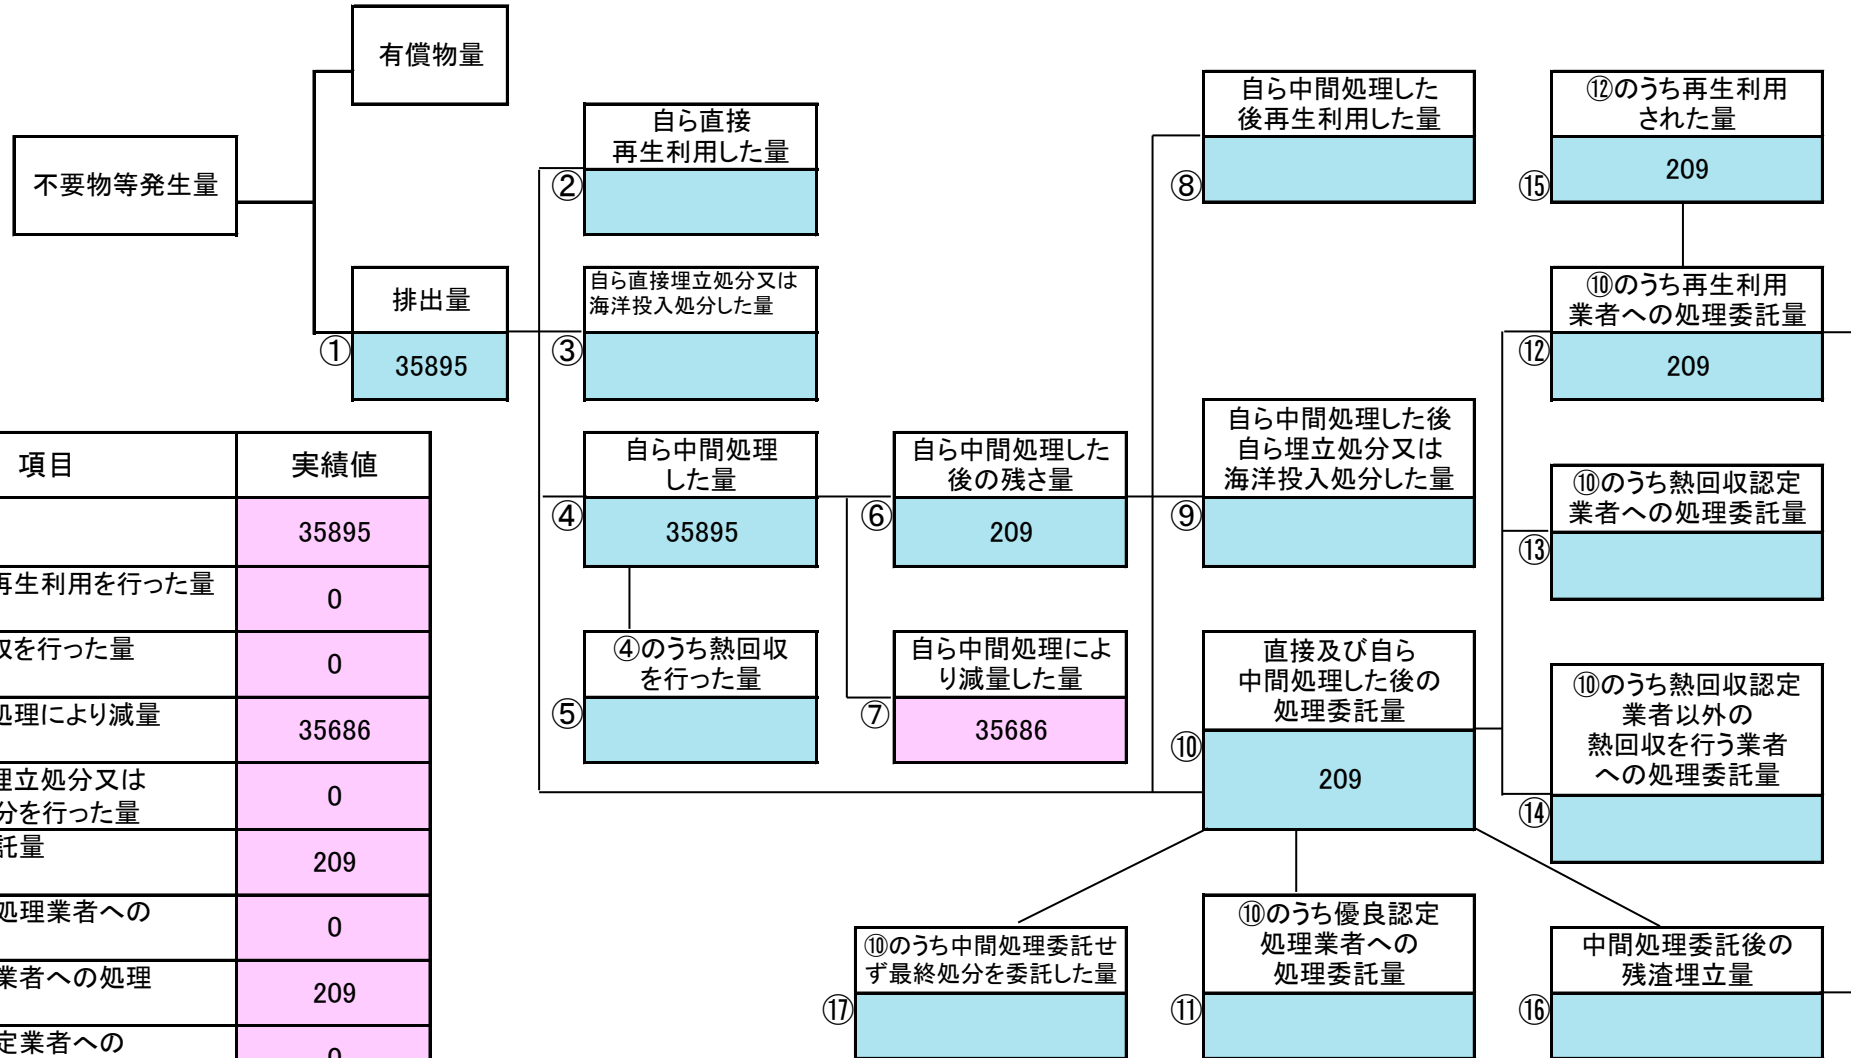 有償物量
不要物等発生量
排出量
①
35895
自ら直接
再生利用した量
②
自ら直接埋立処分又は
海洋投入処分した量
③
自ら中間処理
した量
④
35895
④のうち熱回収
を行った量
⑤
自ら中間処理した
後の残さ量
⑥
209
自ら中間処理によ
り減量した量
⑦
35686
自ら中間処理した
後再生利用した量
⑧
自ら中間処理した後
自ら埋立処分又は
海洋投入処分した量
⑨
直接及び自ら
中間処理した後の
処理委託量
⑩
209
⑫のうち再生利用
された量
⑮
209
⑩のうち再生利用
業者への処理委託量
⑫
209
⑩のうち熱回収認定
業者への処理委託量
⑬
⑩のうち熱回収認定
業者以外の
熱回収を行う業者
への処理委託量
⑭
⑩のうち中間処理委託せ
ず最終処分を委託した量
⑰
⑩のうち優良認定
処理業者への
処理委託量
⑪
中間処理委託後の
残渣埋立量
⑯
項目
実績値
35895
再生利用を行った量
0
を行った量
0
処理により減量
35686
埋立処分又は
分を行った量
0
託量
209
処理業者への
0
業者への処理
209
定業者への
0